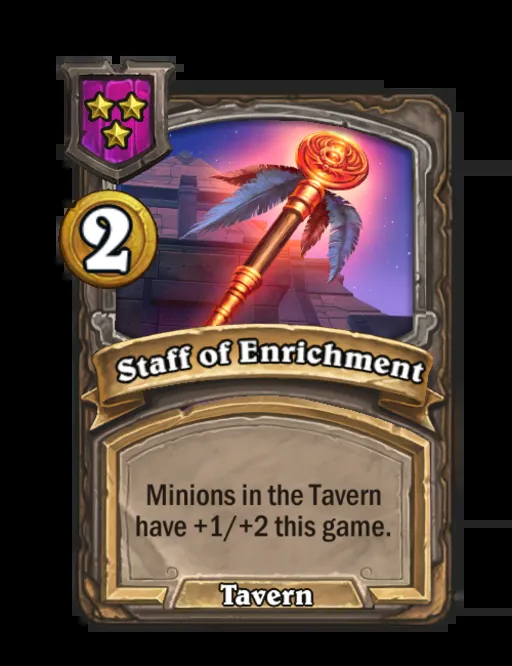 2
Staff of Enrichment
Minions in the Tavern
have +1/+2 this game.
Tavern